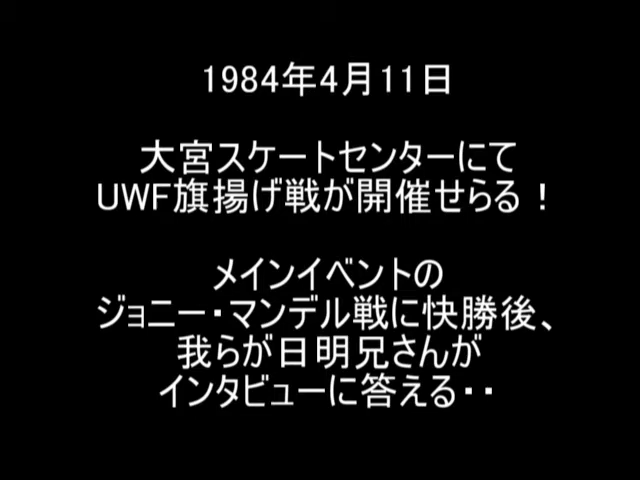 1984年4月11日
大宮スケートセンターにて
UWF旗揚げ戦が開催せらる！
メインイベントの
ジョニー・マンデル戦に快勝後、
我らが日明兄さんが
インタビューに答える・・